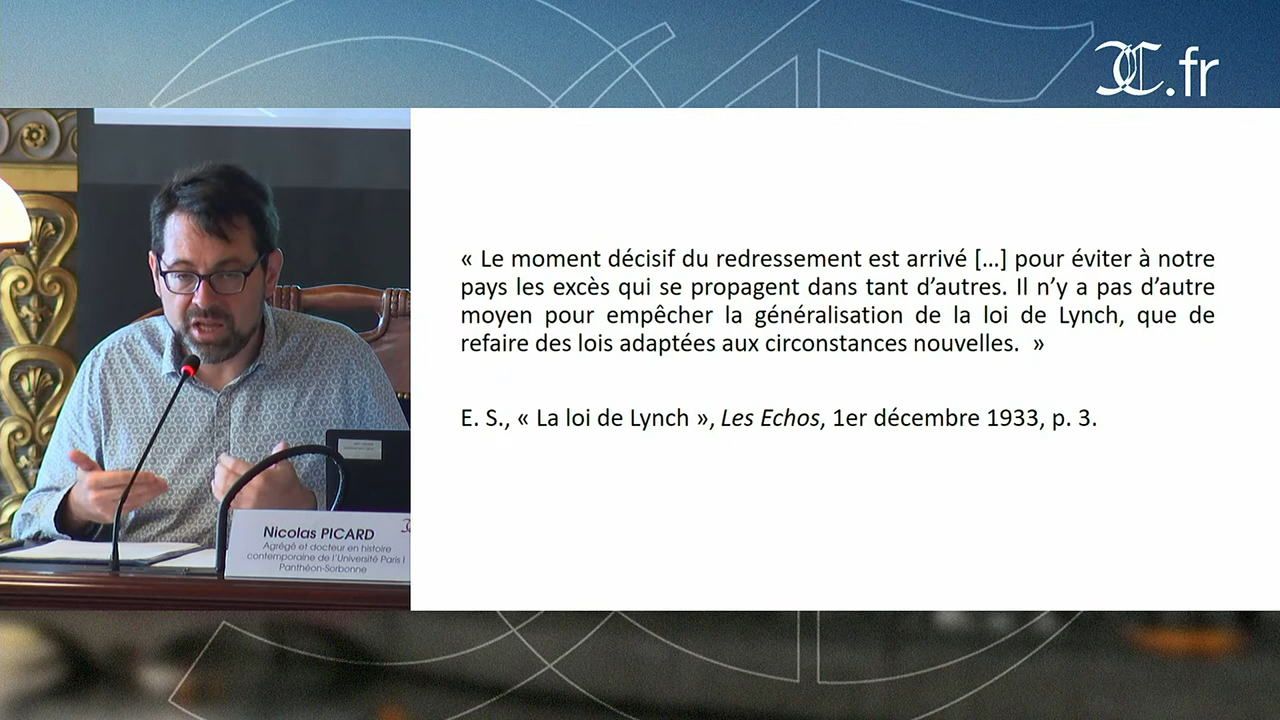 .fr
« Le moment décisif du redressement est arrivé […] pour éviter à notre
pays les excès qui se propagent dans tant d’autres. Il n’y a pas d’autre
moyen pour empêcher la généralisation de la loi de Lynch, que de
refaire des lois adaptées aux circonstances nouvelles. »
E. S., « La loi de Lynch », Les Echos, 1er décembre 1933, p. 3.
Nicolas PICARD
Agrégé et docteur en histoire
contemporaine de l’Université Paris I
Panthéon-Sorbonne